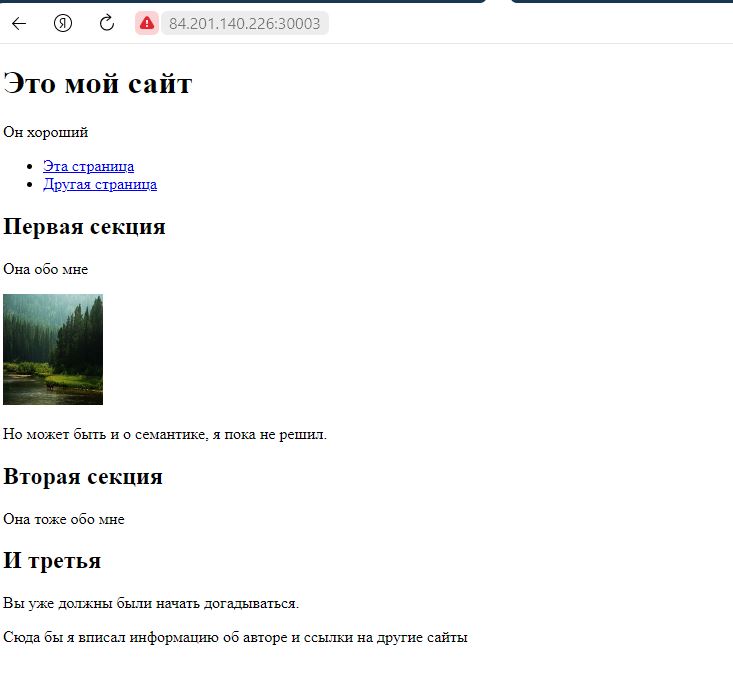 84.201.140.226:30003
Это мой сайт
Он хороший
Эта страница
Другая страница
Первая секция
Она обо мне
Но может быть и о семантике, я пока не решил.
Вторая секция
Она тоже обо мне
И третья
Вы уже должны были начать догадываться.
Сюда бы я вписал информацию об авторе и ссылки на другие сайты